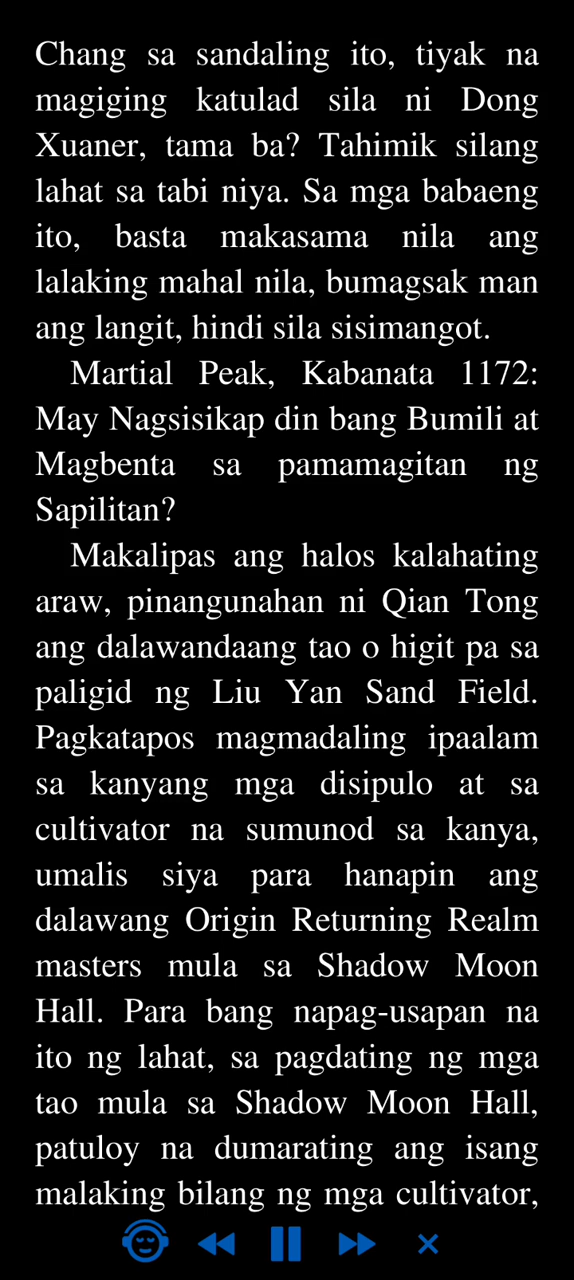 Chang sa sandaling ito, tiyak na
magiging katulad sila ni Dong
Xuaner, tama ba? Tahimik silang
lahat sa tabi niya. Sa mga babaeng
ito, basta makasama nila ang
lalaking mahal nila, bumagsak man
ang langit, hindi sila sisimangot.
Martial Peak, Kabanata 1172:
May Nagsisikap din bang Bumili at
Magbenta sa pamamagitan ng
Sapilitan?
Makalipas ang halos kalahating
araw, pinangunahan ni Qian Tong
ang dalawandaang tao o higit pa sa
paligid ng Liu Yan Sand Field.
Pagkatapos magmadaling ipaalam
sa kanyang mga disipulo at sa
cultivator na sumunod sa kanya,
umalis siya para hanapin ang
dalawang Origin Returning Realm
masters mula sa Shadow Moon
Hall. Para bang napag-usapan na
ito ng lahat, sa pagdating ng mga
tao mula sa Shadow Moon Hall,
patuloy na dumarating ang isang
malaking bilang ng mga cultivator,